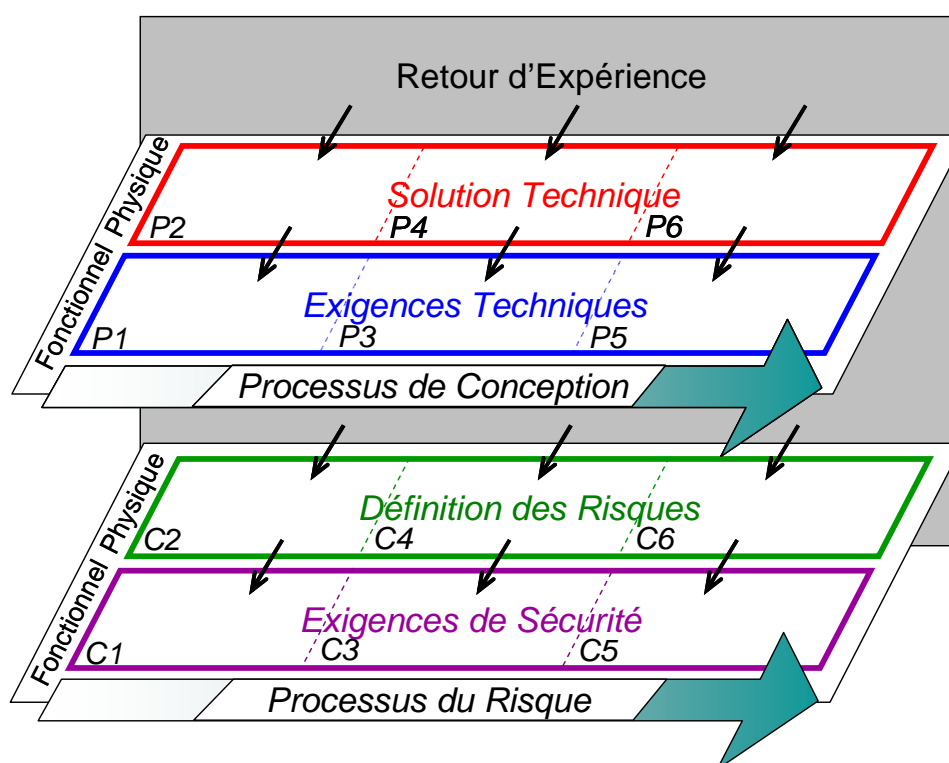 Retour d'Expérience
Physique
Solution Technique
P2
P4
P6
Fonctionnel
Exigences Techniques
P1
P3
P5
Processus de Conception
Physique
Définition des Risques
C2
C4
C6
Fonctionnel
Exigences de Sécurité
C1
C3
C5
Processus du Risque